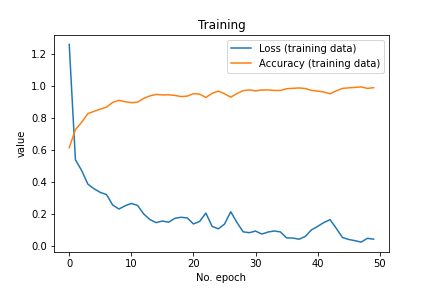 Training
Loss (training data)
Accuracy (training data)
value
1.2
1.0
0.8
0.6
0.4
0.2
0.0
0 10 20 30 40 50
No. epoch